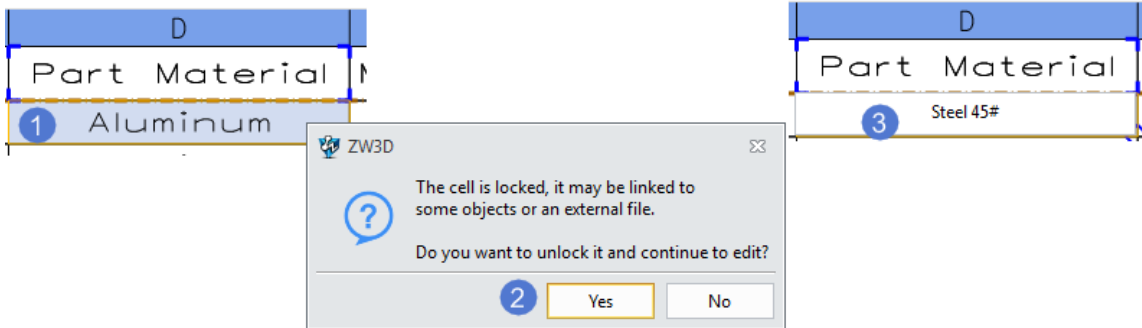 D
Part Material
1 Aluminum
ZW3D
The cell is locked, it may be linked to
some objects or an external file.
Do you want to unlock it and continue to edit?
2 Yes No
D
Part Material
3 Steel 45#